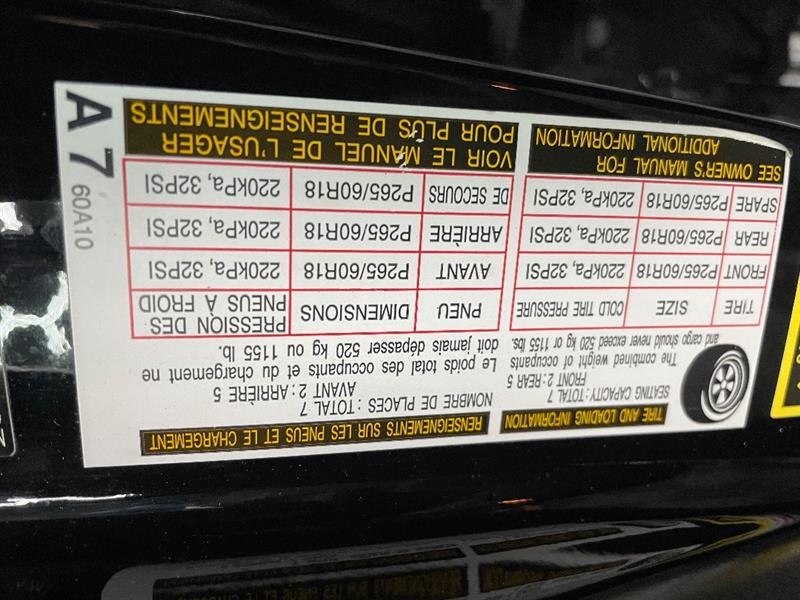 TIRE AND LOADING INFORMATION
SEATING CAPACITY : TOTAL 7
FRONT 2 : REAR 5
The combined weight of occupants
and cargo should never exceed 520 kg or 1155 lbs.
TIRE SIZE COLD TIRE PRESSURE
FRONT P265/60R18 220kPa, 32PSI
REAR P265/60R18 220kPa, 32PSI
SPARE P265/60R18 220kPa, 32PSI
SEE OWNER'S MANUAL FOR
ADDITIONAL INFORMATION
RENSEIGNEMENTS SUR LES PNEUS ET LE CHARGEMENT
NOMBRE DE PLACES : TOTAL 7
AVANT 2 : ARRIÈRE 5
Le poids total des occupants et du chargement ne
doit jamais dépasser 520 kg ou 1155 lb.
PNEU DIMENSIONS PRESSION DES PNEUS À FROID
AVANT P265/60R18 220kPa, 32PSI
ARRIÈRE P265/60R18 220kPa, 32PSI
DE SECOURS P265/60R18 220kPa, 32PSI
VOIR LE MANUEL DE L'USAGER
POUR PLUS DE RENSEIGNEMENTS
A 7 60A10